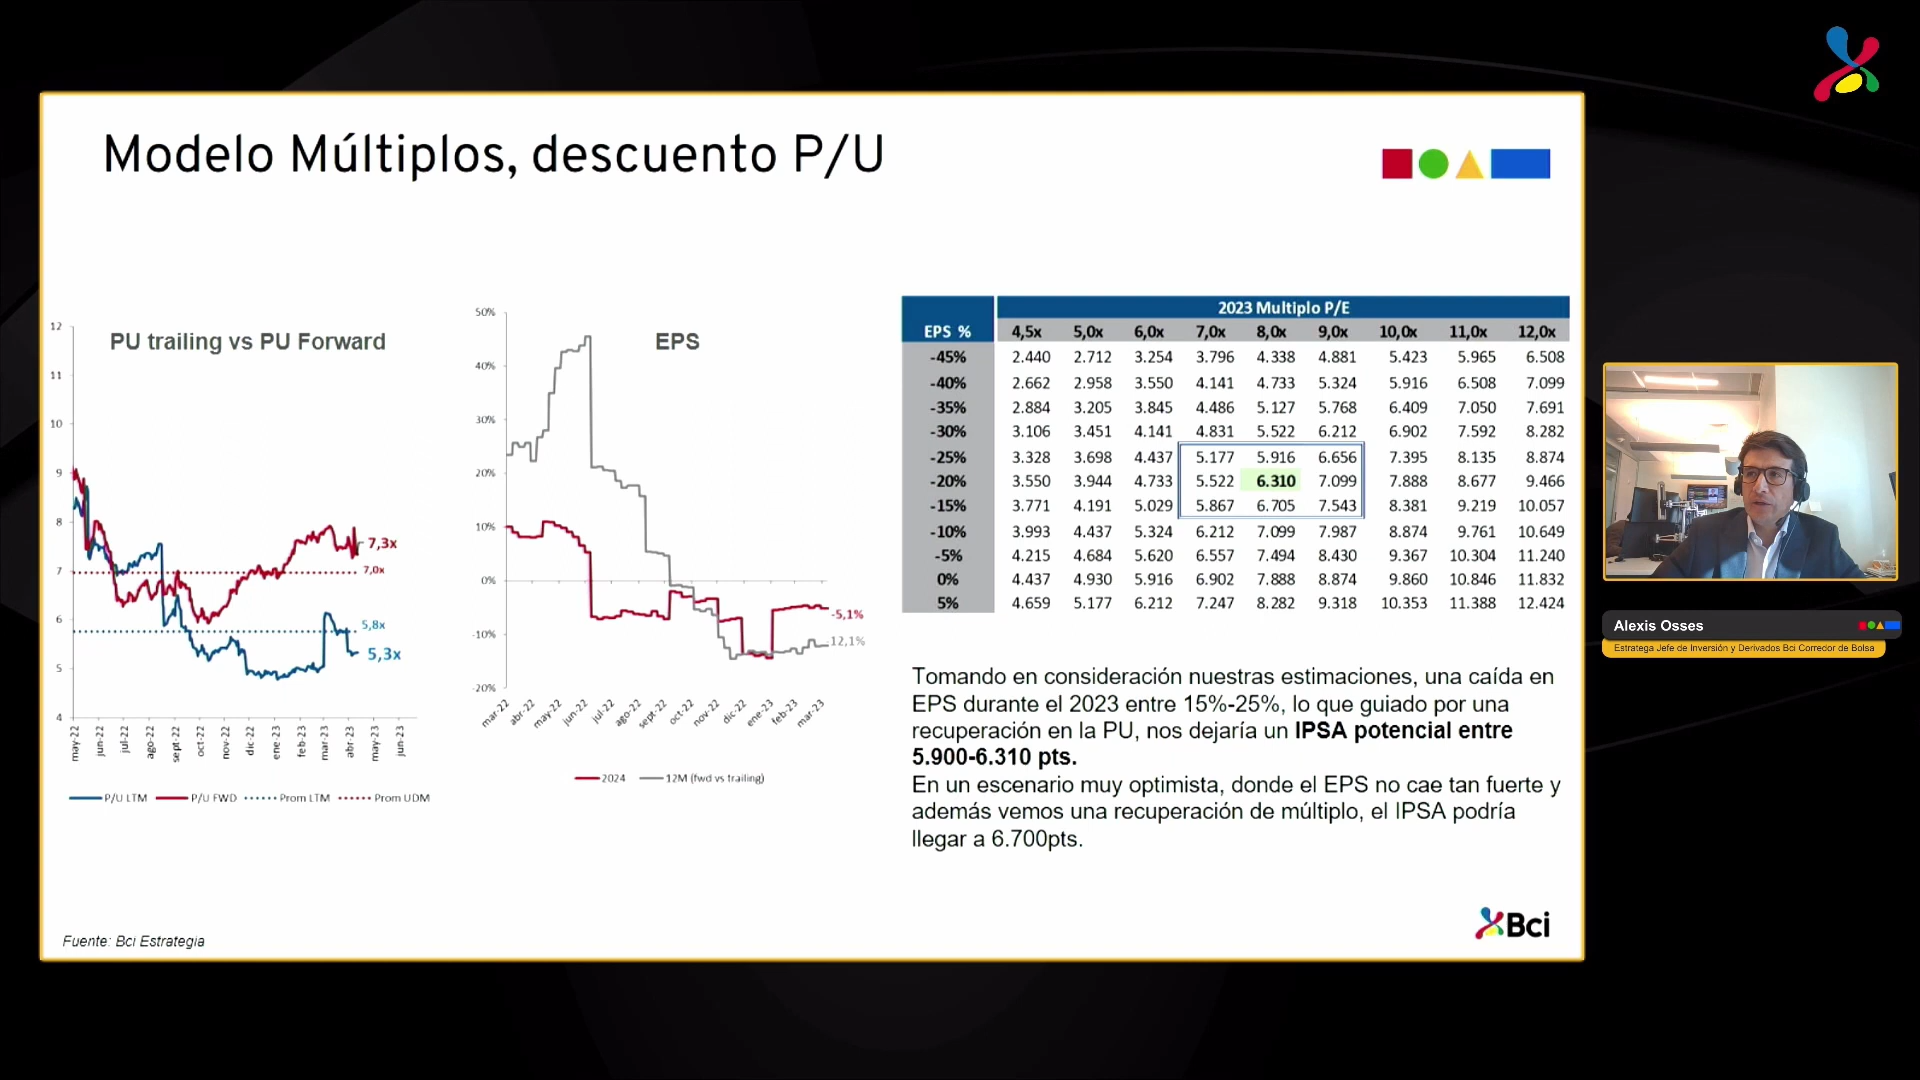 Modelo Múltiplos, descuento P/U
PU trailing vs PU Forward
12
11
10
9
8
7
6
5
4
7,3x
7,0x
5,8x
5,3x
may-22 jun-22 jul-22 ago-22 sept-22 oct-22 nov-22 dic-22 ene-23 feb-23 mar-23 abr-23 may-23 jun-23
P/U LTM P/U FWD Prom LTM Prom UDM
EPS
50%
40%
30%
20%
10%
0%
-10%
-20%
-5,1%
-12,1%
mar-22 abr-22 may-22 jun-22 jul-22 ago-22 sept-22 oct-22 nov-22 dic-22 ene-23 feb-23 mar-23
2024 12M (fwd vs trailing)
2023 Multiplo P/E
EPS % 4,5x 5,0x 6,0x 7,0x 8,0x 9,0x 10,0x 11,0x 12,0x
-45% 2.440 2.712 3.254 3.796 4.338 4.881 5.423 5.965 6.508
-40% 2.662 2.958 3.550 4.141 4.733 5.324 5.916 6.508 7.099
-35% 2.884 3.205 3.845 4.486 5.127 5.768 6.409 7.050 7.691
-30% 3.106 3.451 4.141 4.831 5.522 6.212 6.902 7.592 8.282
-25% 3.328 3.698 4.437 5.177 5.916 6.656 7.395 8.135 8.874
-20% 3.550 3.944 4.733 5.522 6.310 7.099 7.888 8.677 9.466
-15% 3.771 4.191 5.029 5.867 6.705 7.543 8.381 9.219 10.057
-10% 3.993 4.437 5.324 6.212 7.099 7.987 8.874 9.761 10.649
-5% 4.215 4.684 5.620 6.557 7.494 8.430 9.367 10.304 11.240
0% 4.437 4.930 5.916 6.902 7.888 8.874 9.860 10.846 11.832
5% 4.659 5.177 6.212 7.247 8.282 9.318 10.353 11.388 12.424
Tomando en consideración nuestras estimaciones, una caída en
EPS durante el 2023 entre 15%-25%, lo que guiado por una
recuperación en la PU, nos dejaría un IPSA potencial entre
5.900-6.310 pts.
En un escenario muy optimista, donde el EPS no cae tan fuerte y
además vemos una recuperación de múltiplo, el IPSA podría
llegar a 6.700pts.
Fuente: Bci Estrategia
Bci
Alexis Osses
Estratega Jefe de Inversión y Derivados Bci Corredor de Bolsa